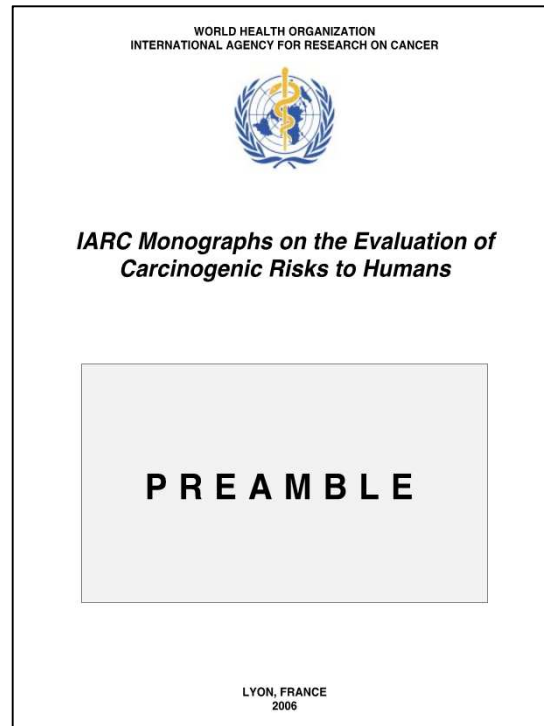 WORLD HEALTH ORGANIZATION
INTERNATIONAL AGENCY FOR RESEARCH ON CANCER
IARC Monographs on the Evaluation of
Carcinogenic Risks to Humans
P R E A M B L E
LYON, FRANCE
2006